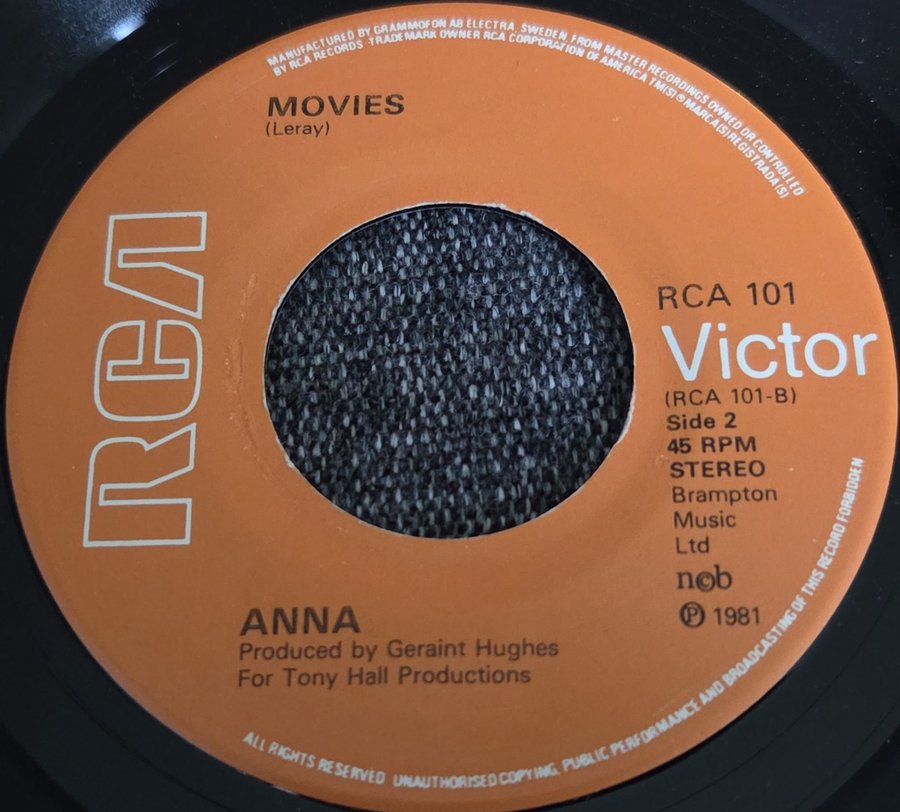 MANUFACTURED BY GRAMMOFON AB ELECTRA, SWEDEN, FROM MASTER RECORDINGS OWNED OR CONTROLLED
BY RCA RECORDS TRADEMARK OWNER RCA CORPORATION OF AMERICA TM(S) ® MARCA(S) REGISTRADA(S)
MOVIES
(Leray)
RCA
RCA 101
Victor
(RCA 101-B)
Side 2
45 RPM
STEREO
Brampton
Music
Ltd
n©b
℗ 1981
ANNA
Produced by Geraint Hughes
For Tony Hall Productions
ALL RIGHTS RESERVED UNAUTHORISED COPYING, PUBLIC PERFORMANCE AND BROADCASTING OF THIS RECORD FORBIDDEN